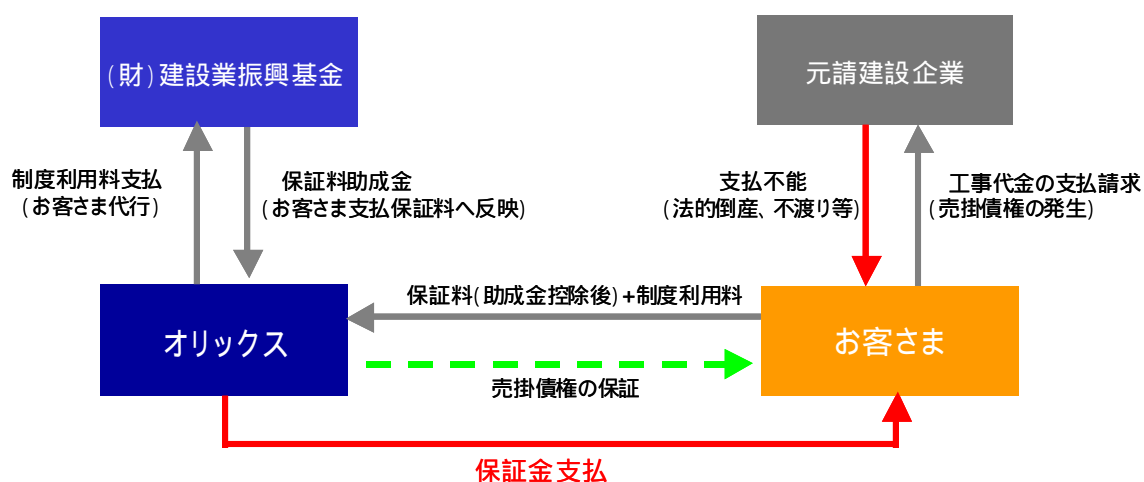 (財)建設業振興基金
元請建設企業
制度利用料支払
(お客さま代行)
保証料助成金
(お客さま支払保証料へ反映)
支払不能
(法的倒産、不渡り等)
工事代金の支払請求
(売掛債権の発生)
保証料(助成金控除後)+制度利用料
オリックス
お客さま
売掛債権の保証
保証金支払